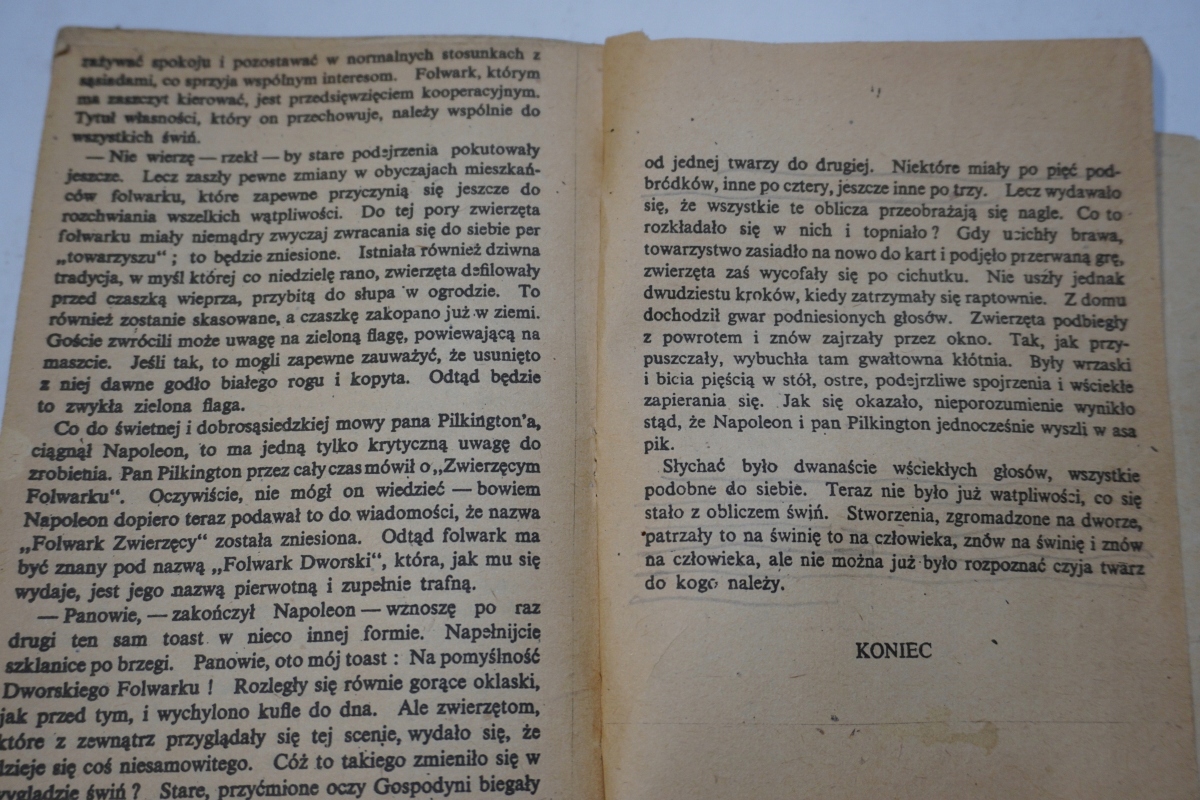 zażywać spokoju i pozostawać w normalnych stosunkach z
sąsiadami, co sprzyja wspólnym interesom. Folwark, którym
ma zaszczyt kierować, jest przedsięwzięciem kooperacyjnym.
Tytuł własności, który on przechowuje, należy wspólnie do
wszystkich świń.
— Nie wierzę — rzekł — by stare podejrzenia pokutowały
jeszcze. Lecz zaszły pewne zmiany w obyczajach mieszkań-
ców folwarku, które zapewne przyczynią się jeszcze do
rozchwiania wszelkich wątpliwości. Do tej pory zwierzęta
folwarku miały niemądry zwyczaj zwracania się do siebie per
„towarzyszu“ ; to będzie zniesione. Istniała również dziwna
tradycja, w myśl której co niedzielę rano, zwierzęta defilowały
przed czaszką wieprza, przybitą do słupa w ogrodzie. To
również zostanie skasowane, a czaszkę zakopano już w ziemi.
Goście zwrócili może uwagę na zieloną flagę, powiewającą na
maszcie. Jeśli tak, to mogli zapewne zauważyć, że usunięto
z niej dawne godło białego rogu i kopyta. Odtąd będzie
to zwykła zielona flaga.
Co do świetnej i dobrosąsiedzkiej mowy pana Pilkington'a,
ciągnął Napoleon, to ma jedną tylko krytyczną uwagę do
zrobienia. Pan Pilkington przez cały czas mówił o „Zwierzęcym
Folwarku“. Oczywiście, nie mógł on wiedzieć — bowiem
Napoleon dopiero teraz podawał to do wiadomości, że nazwa
„Folwark Zwierzęcy“ została zniesiona. Odtąd folwark ma
być znany pod nazwą „Folwark Dworski“, która, jak mu się
wydaje, jest jego nazwą pierwotną i zupełnie trafną.
— Panowie, — zakończył Napoleon — wznoszę po raz
drugi ten sam toast w nieco innej formie. Napełnijcie
szklanice po brzegi. Panowie, oto mój toast : Na pomyślność
Dworskiego Folwarku ! Rozległy się równie gorące oklaski,
jak przed tym, i wychylono kufle do dna. Ale zwierzętom,
które z zewnątrz przyglądały się tej scenie, wydało się, że
dzieje się coś niesamowitego. Cóż to takiego zmieniło się w
wyglądzie świń ? Stare, przyćmione oczy Gospodyni biegały
od jednej twarzy do drugiej. Niektóre miały po pięć pod-
bródków, inne po cztery, jeszcze inne po trzy. Lecz wydawało
się, że wszystkie te oblicza przeobrażają się nagle. Co to
rozkładało się w nich i topniało ? Gdy ucichły brawa,
towarzystwo zasiadło na nowo do kart i podjęło przerwaną grę,
zwierzęta zaś wycofały się po cichutku. Nie uszły jednak
dwudziestu kroków, kiedy zatrzymały się raptownie. Z domu
dochodził gwar podniesionych głosów. Zwierzęta podbiegły
z powrotem i znów zajrzały przez okno. Tak, jak przy-
puszczały, wybuchła tam gwałtowna kłótnia. Były wrzaski
i bicia pięścią w stół, ostre, podejrzliwe spojrzenia i wściekłe
zapierania się. Jak się okazało, nieporozumienie wynikło
stąd, że Napoleon i pan Pilkington jednocześnie wyszli w asa
pik.
Słychać było dwanaście wściekłych głosów, wszystkie
podobne do siebie. Teraz nie było już wątpliwości, co się
stało z obliczem świń. Stworzenia, zgromadzone na dworze,
patrzały to na świnię to na człowieka, znów na świnię i znów
na człowieka, ale nie można już było rozpoznać czyja twarz
do kogo należy.
KONIEC